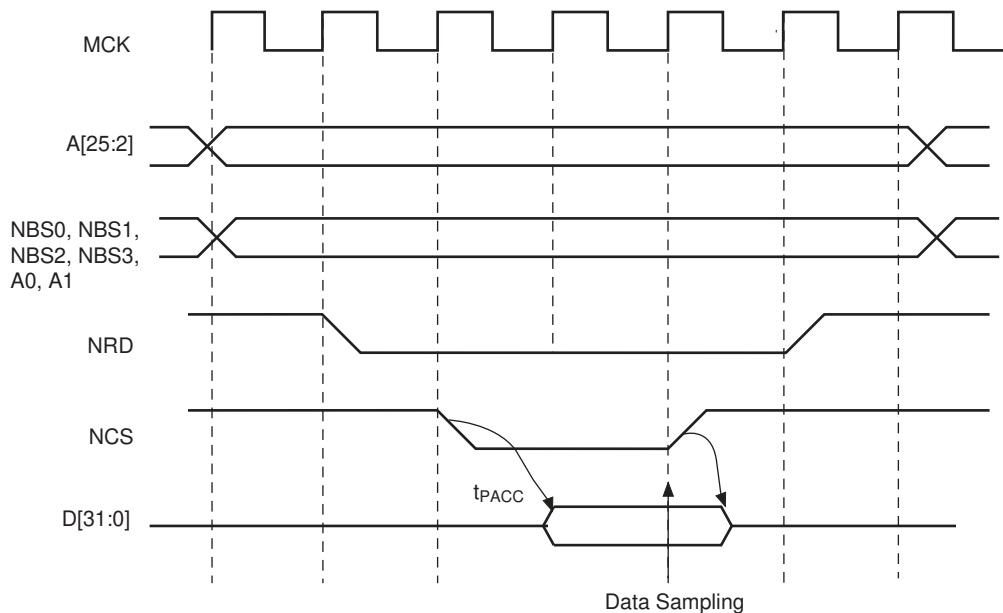 MCK
A[25:2]
NBS0, NBS1,
NBS2, NBS3,
A0, A1
NRD
NCS
tPACC
D[31:0]
Data Sampling